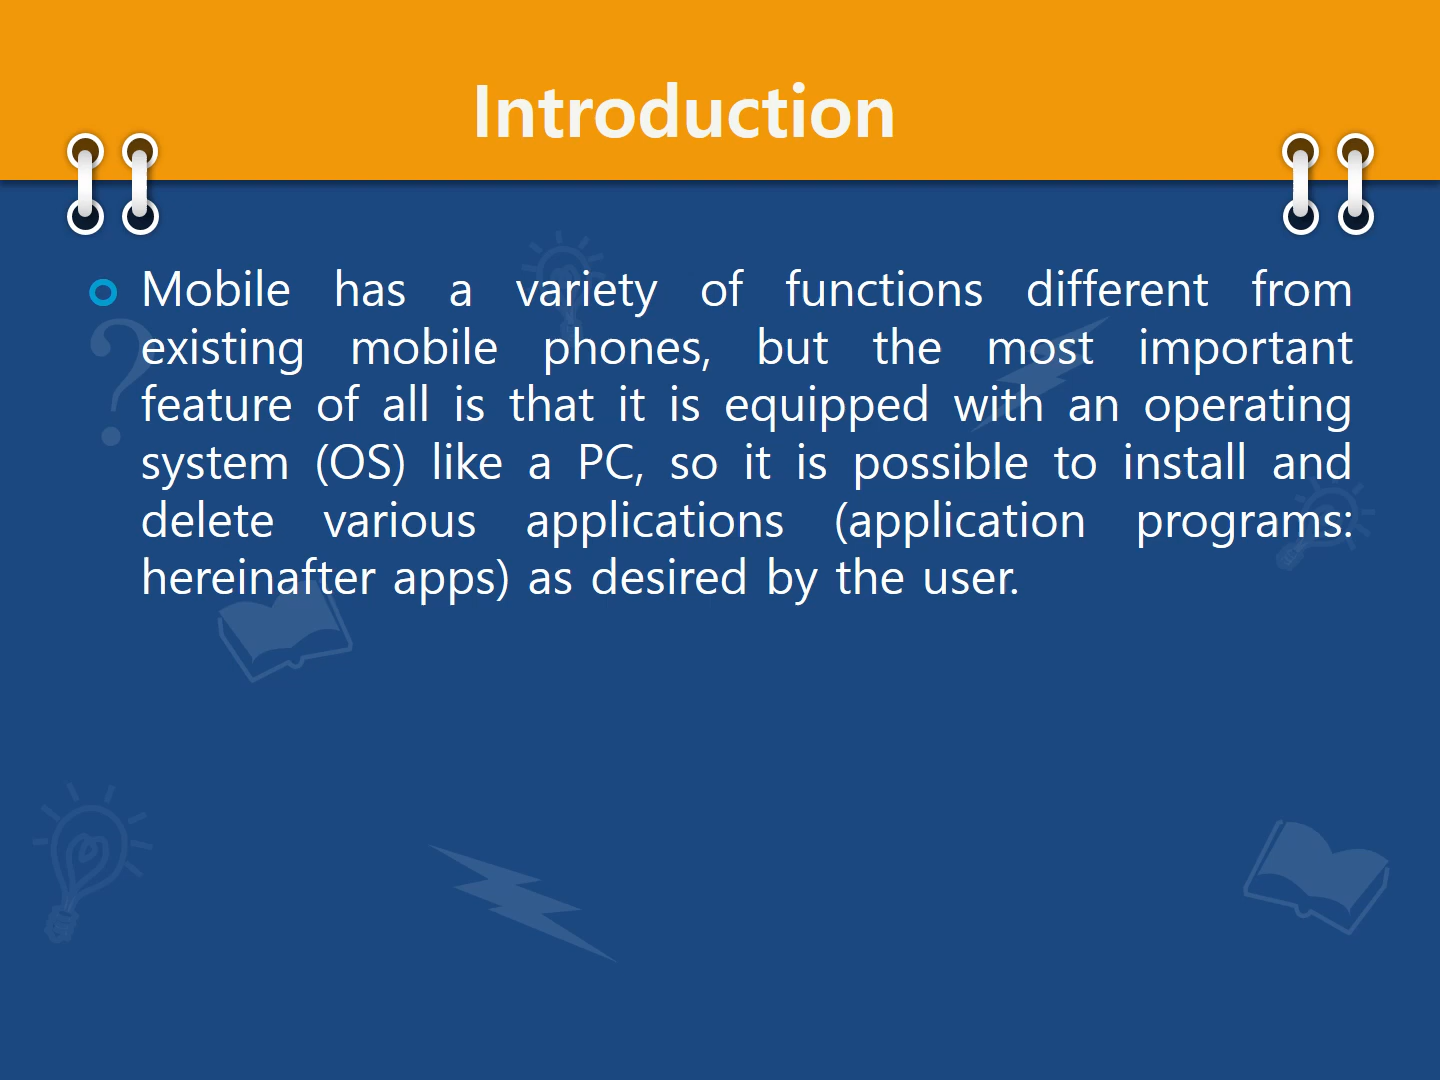 Introduction
Mobile has a variety of functions different from
existing mobile phones, but the most important
feature of all is that it is equipped with an operating
system (OS) like a PC, so it is possible to install and
delete various applications (application programs:
hereinafter apps) as desired by the user.